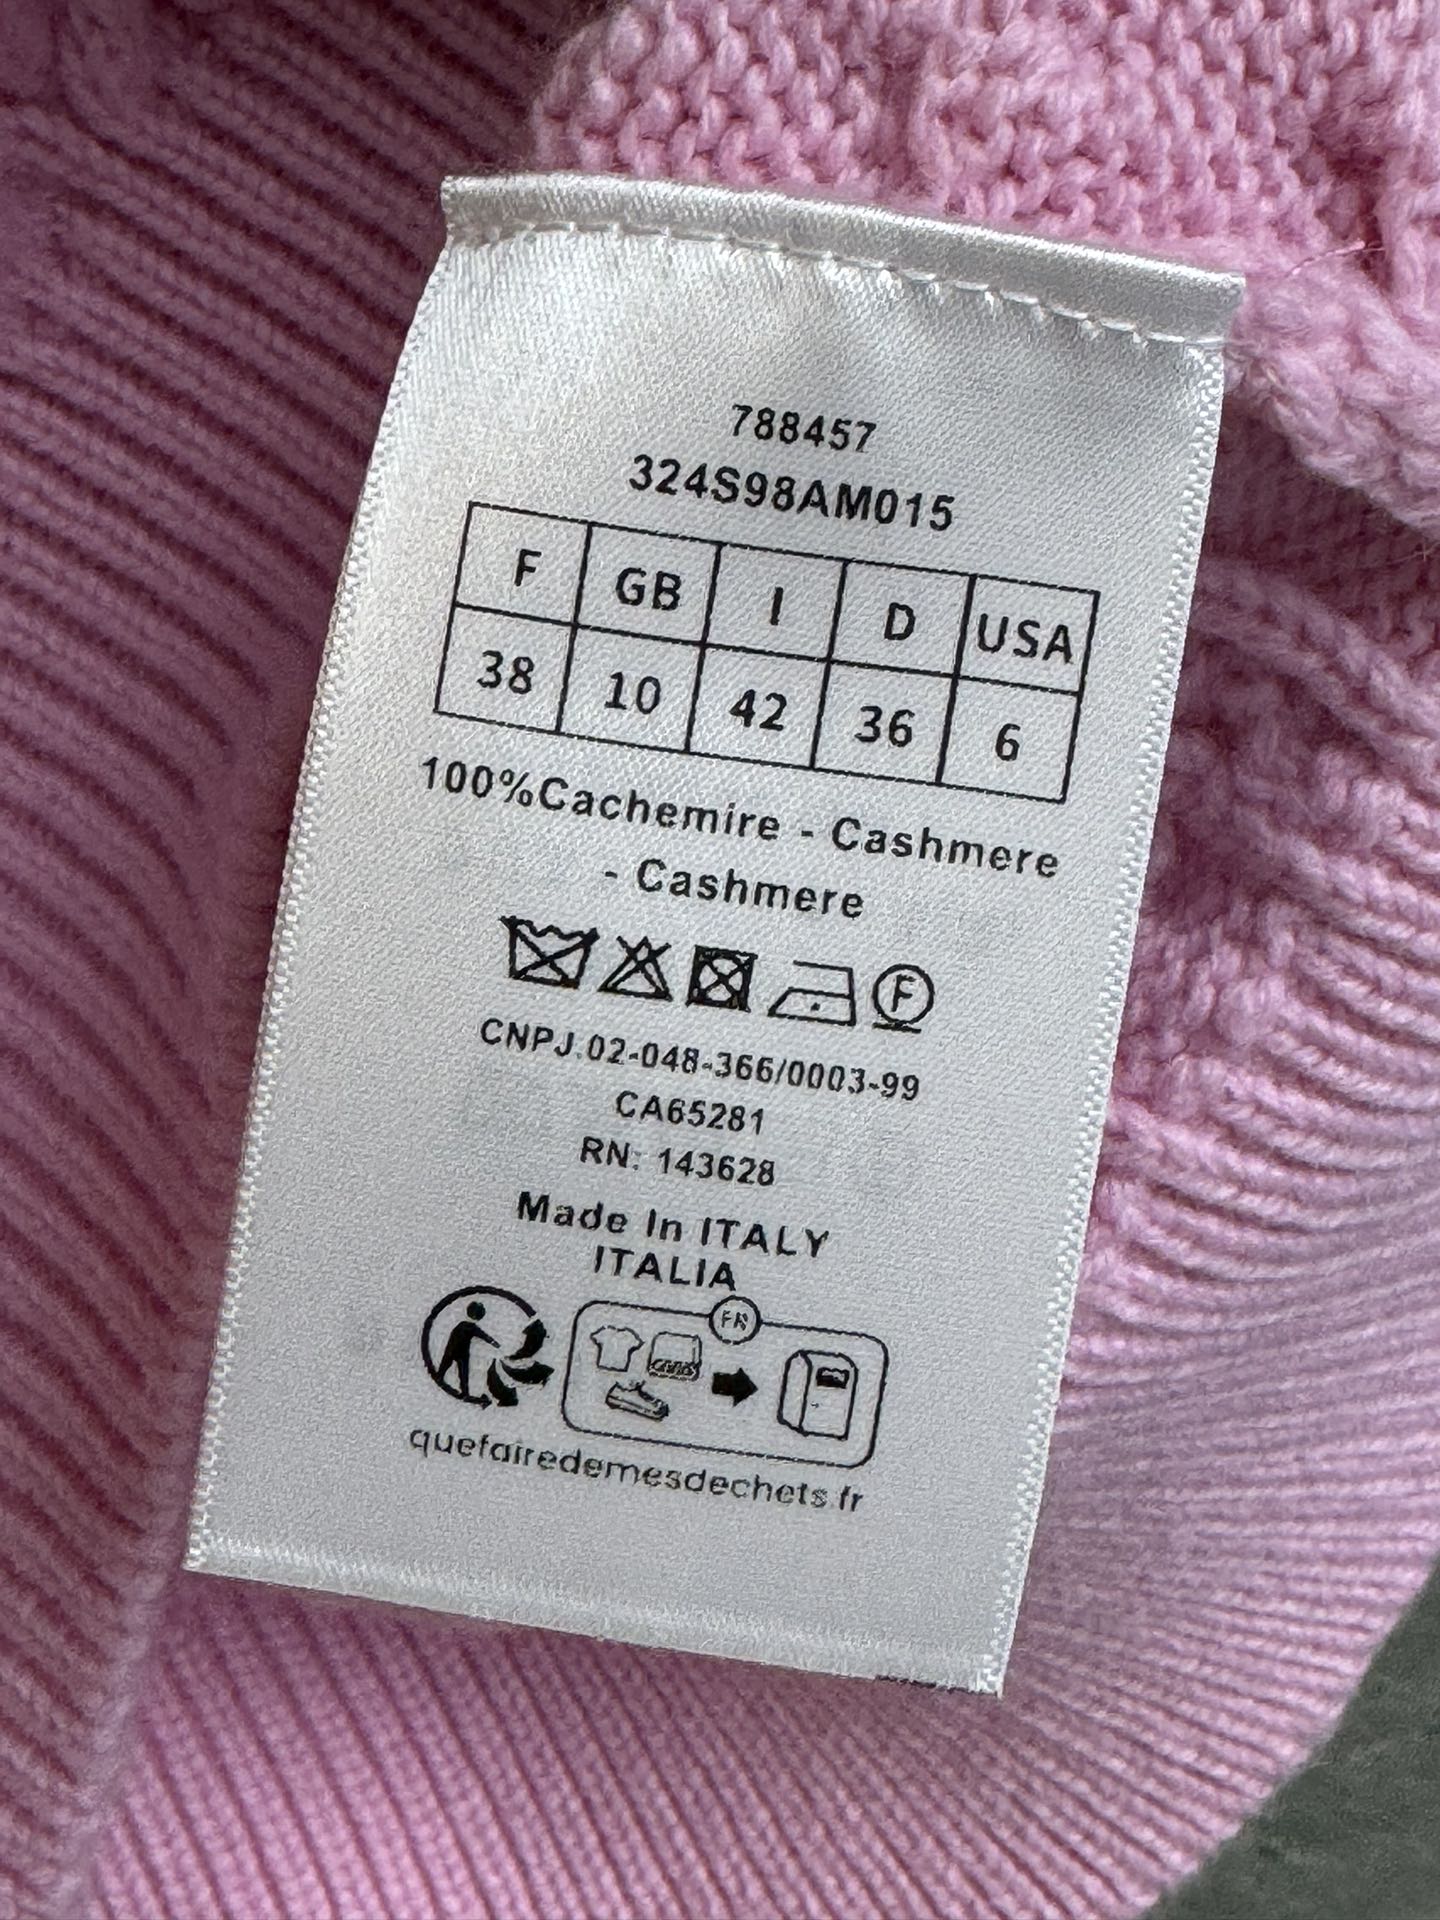 788457
324S98AM015
F GB I D USA
38 10 42 36 6
100%Cachemire - Cashmere
- Cashmere
F
CNPJ.02-048-366/0003-99
CA65281
RN: 143628
Made In ITALY
ITALIA
FR
quefairedemesdechets.fr